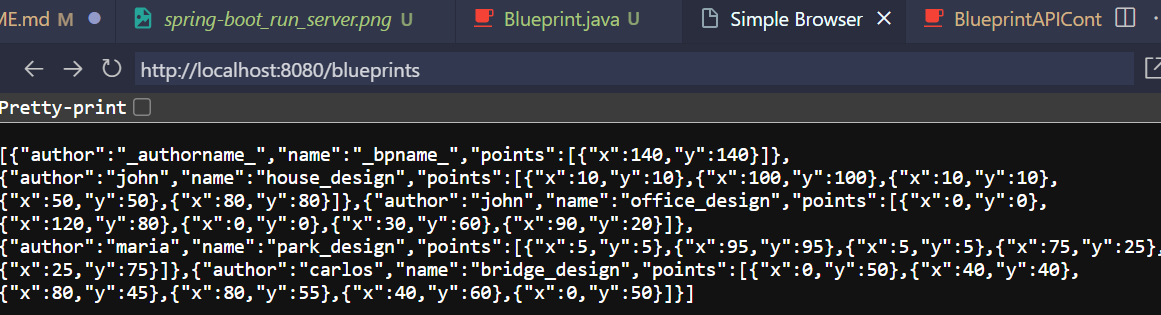 ME.md M spring-boot_run_server.png U Blueprint.java U Simple Browser BlueprintAPICont
http://localhost:8080/blueprints
Pretty-print
[{"author":"_authorname_","name":"_bpname_","points":[{"x":140,"y":140}]},
{"author":"john","name":"house_design","points":[{"x":10,"y":10},{"x":100,"y":100},{"x":10,"y":10},
{"x":50,"y":50},{"x":80,"y":80}]},{"author":"john","name":"office_design","points":[{"x":0,"y":0},
{"x":120,"y":80},{"x":0,"y":0},{"x":30,"y":60},{"x":90,"y":20}]},
{"author":"maria","name":"park_design","points":[{"x":5,"y":5},{"x":95,"y":95},{"x":5,"y":5},{"x":75,"y":25},
{"x":25,"y":75}]},{"author":"carlos","name":"bridge_design","points":[{"x":0,"y":50},{"x":40,"y":40},
{"x":80,"y":45},{"x":80,"y":55},{"x":40,"y":60},{"x":0,"y":50}]}]